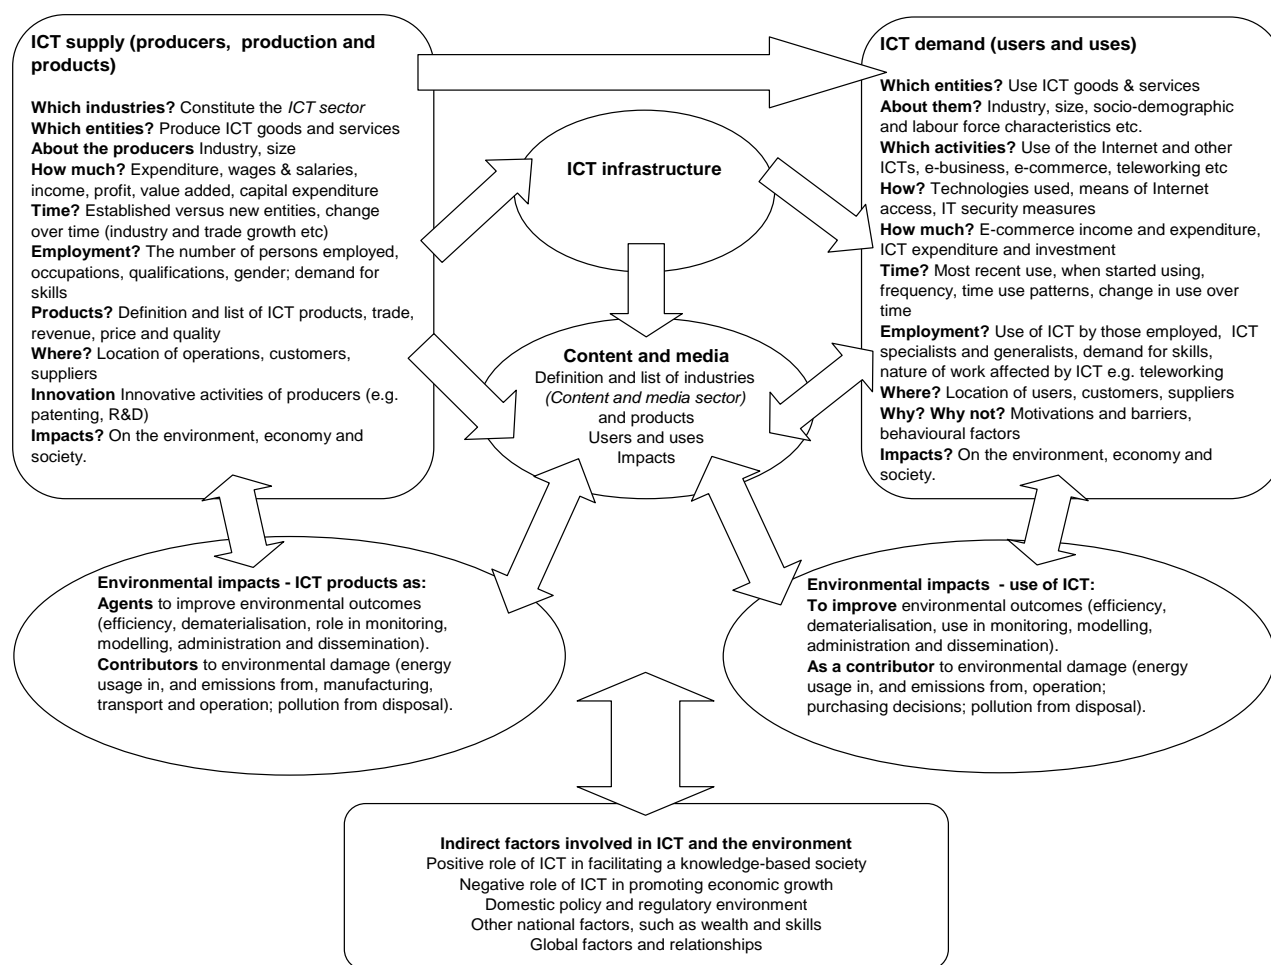 ICT supply (producers,  production and
products)
Which industries? Constitute the ICT sector
Which entities? Produce ICT goods and services
About the producers Industry, size
How much? Expenditure, wages & salaries,
income, profit, value added, capital expenditure
Time? Established versus new entities, change
over time (industry and trade growth etc)
Employment? The number of persons employed,
occupations, qualifications, gender; demand for
skills
Products? Definition and list of ICT products, trade,
revenue, price and quality
Where? Location of operations, customers,
suppliers
Innovation Innovative activities of producers (e.g.
patenting, R&D)
Impacts? On the environment, economy and
society.
ICT infrastructure
Content and media
Definition and list of industries
(Content and media sector)
and products
Users and uses
Impacts
ICT demand (users and uses)
Which entities? Use ICT goods & services
About them? Industry, size, socio-demographic
and labour force characteristics etc.
Which activities? Use of the Internet and other
ICTs, e-business, e-commerce, teleworking etc
How? Technologies used, means of Internet
access, IT security measures
How much? E-commerce income and expenditure,
ICT expenditure and investment
Time? Most recent use, when started using,
frequency, time use patterns, change in use over
time
Employment? Use of ICT by those employed,  ICT
specialists and generalists, demand for skills,
nature of work affected by ICT e.g. teleworking
Where? Location of users, customers, suppliers
Why? Why not? Motivations and barriers,
behavioural factors
Impacts? On the environment, economy and
society.
Environmental impacts - ICT products as:
Agents to improve environmental outcomes
(efficiency, dematerialisation, role in monitoring,
modelling, administration and dissemination).
Contributors to environmental damage (energy
usage in, and emissions from, manufacturing,
transport and operation; pollution from disposal).
Environmental impacts  - use of ICT:
To improve environmental outcomes (efficiency,
dematerialisation, use in monitoring, modelling,
administration and dissemination).
As a contributor to environmental damage (energy
usage in, and emissions from, operation;
purchasing decisions; pollution from disposal).
Indirect factors involved in ICT and the environment
Positive role of ICT in facilitating a knowledge-based society
Negative role of ICT in promoting economic growth
Domestic policy and regulatory environment
Other national factors, such as wealth and skills
Global factors and relationships